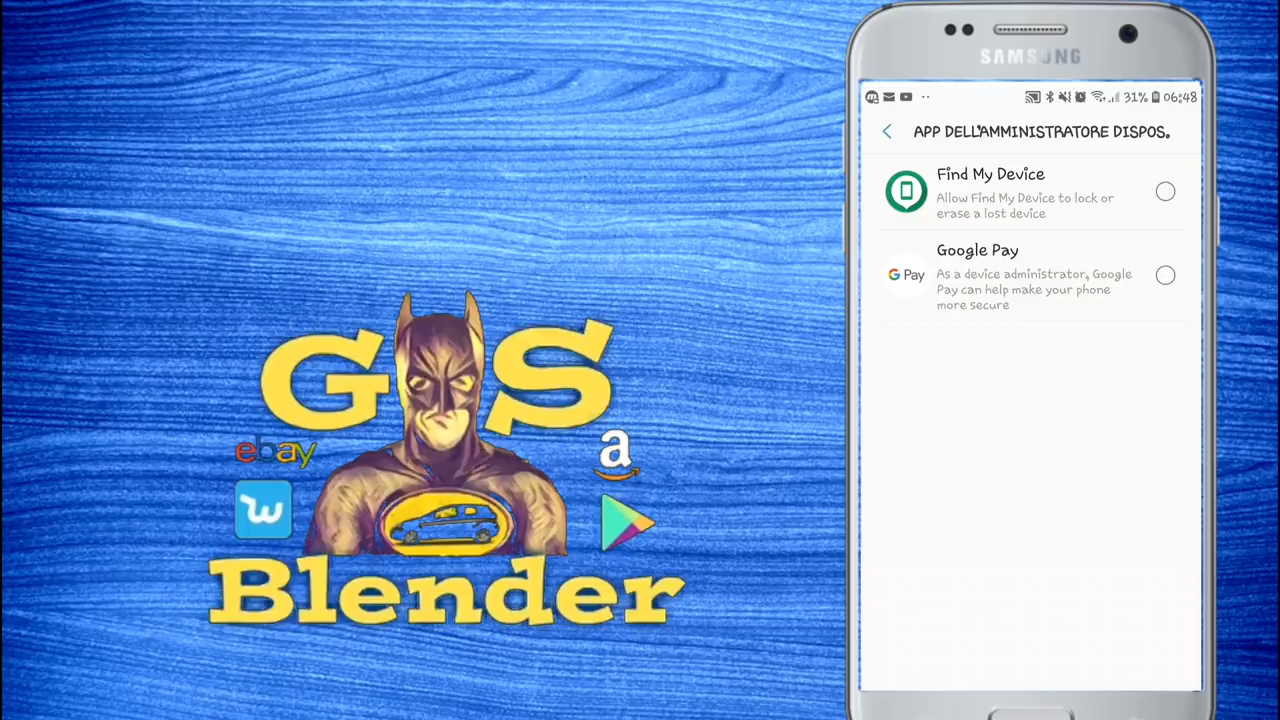 G S
ebay
a
w
Blender
SAMSUNG
31% 06:48
APP DELL'AMMINISTRATORE DISPOS.
Find My Device
Allow Find My Device to lock or
erase a lost device
G Pay
Google Pay
As a device administrator, Google
Pay can help make your phone
more secure